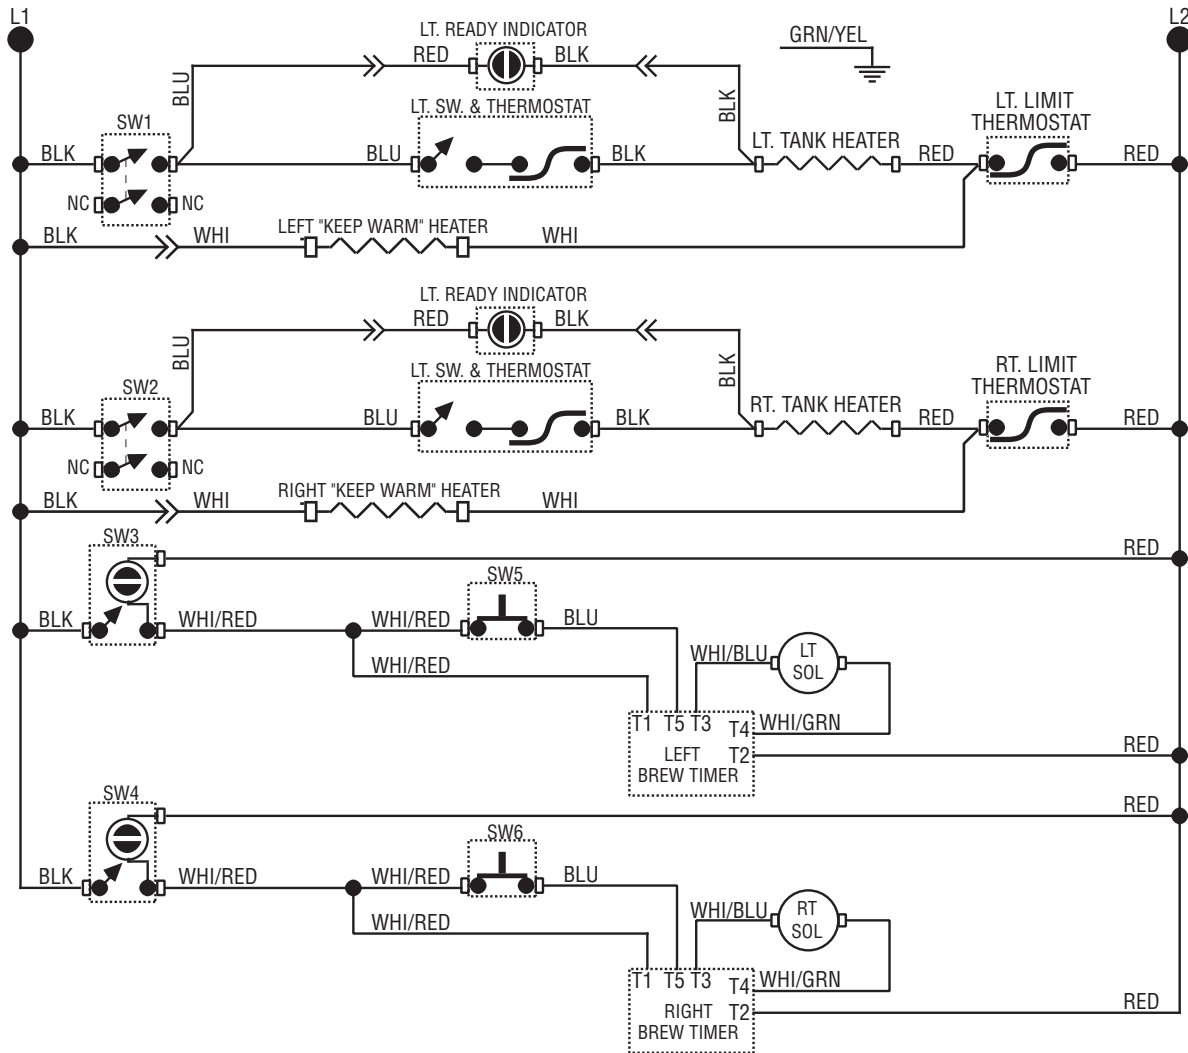 L1
L2
LT. READY INDICATOR
GRN/YEL
RED
BLK
BLU
LT. SW. & THERMOSTAT
BLK
LT. LIMIT
THERMOSTAT
SW1
BLK
BLU
BLK
LT. TANK HEATER
RED
RED
NC
NC
BLK
WHI
LEFT "KEEP WARM" HEATER
WHI
LT. READY INDICATOR
RED
BLK
BLU
LT. SW. & THERMOSTAT
BLK
RT. LIMIT
THERMOSTAT
SW2
BLK
BLU
BLK
RT. TANK HEATER
RED
RED
NC
NC
BLK
WHI
RIGHT "KEEP WARM" HEATER
WHI
SW3
RED
SW5
BLK
WHI/RED
WHI/RED
BLU
WHI/RED
WHI/BLU
LT
SOL
T1
T5
T3
T4
WHI/GRN
LEFT
BREW TIMER
T2
RED
SW4
RED
SW6
BLK
WHI/RED
WHI/RED
BLU
WHI/RED
WHI/BLU
RT
SOL
T1
T5
T3
T4
WHI/GRN
RIGHT
BREW TIMER
T2
RED